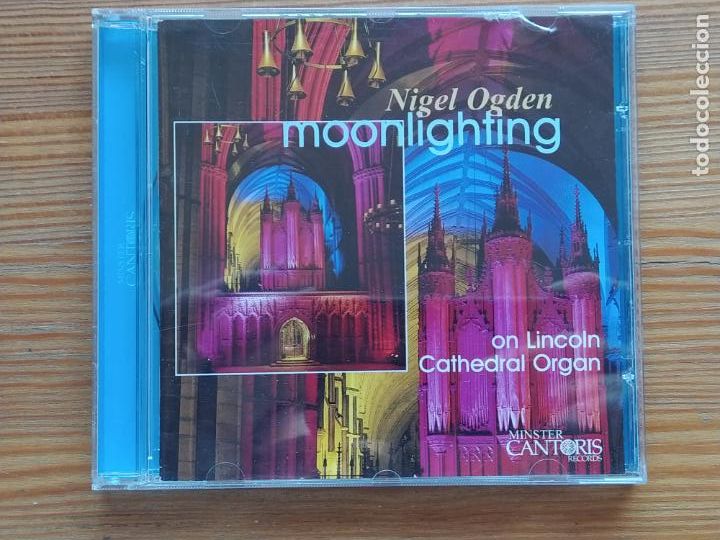 Nigel Ogden
moonlighting
on Lincoln
Cathedral Organ
MINSTER
CANTORIS
RECORDS
MINSTER
CANTORIS
todocoleccion